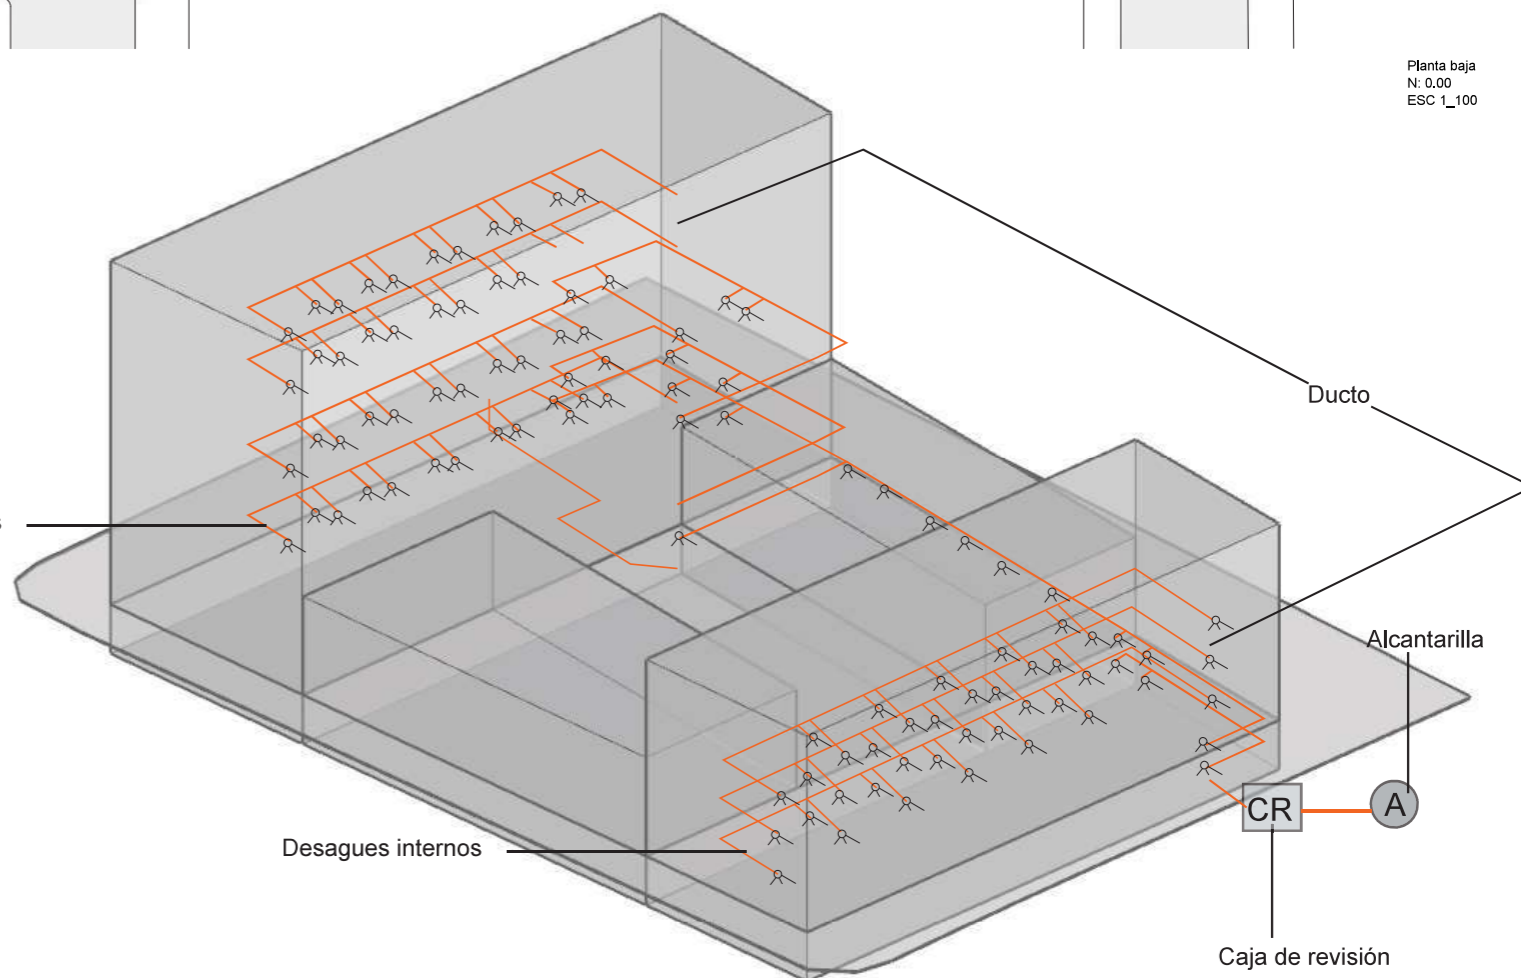 Planta baja
N: 0.00
ESC 1_100
Ducto
Alcantarilla
CR
A
Desagues internos
Caja de revisión